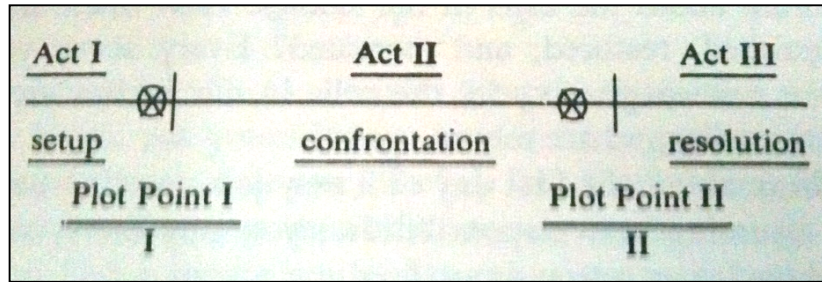 Act I Act II Act III
setup confrontation resolution
Plot Point I Plot Point II
I II